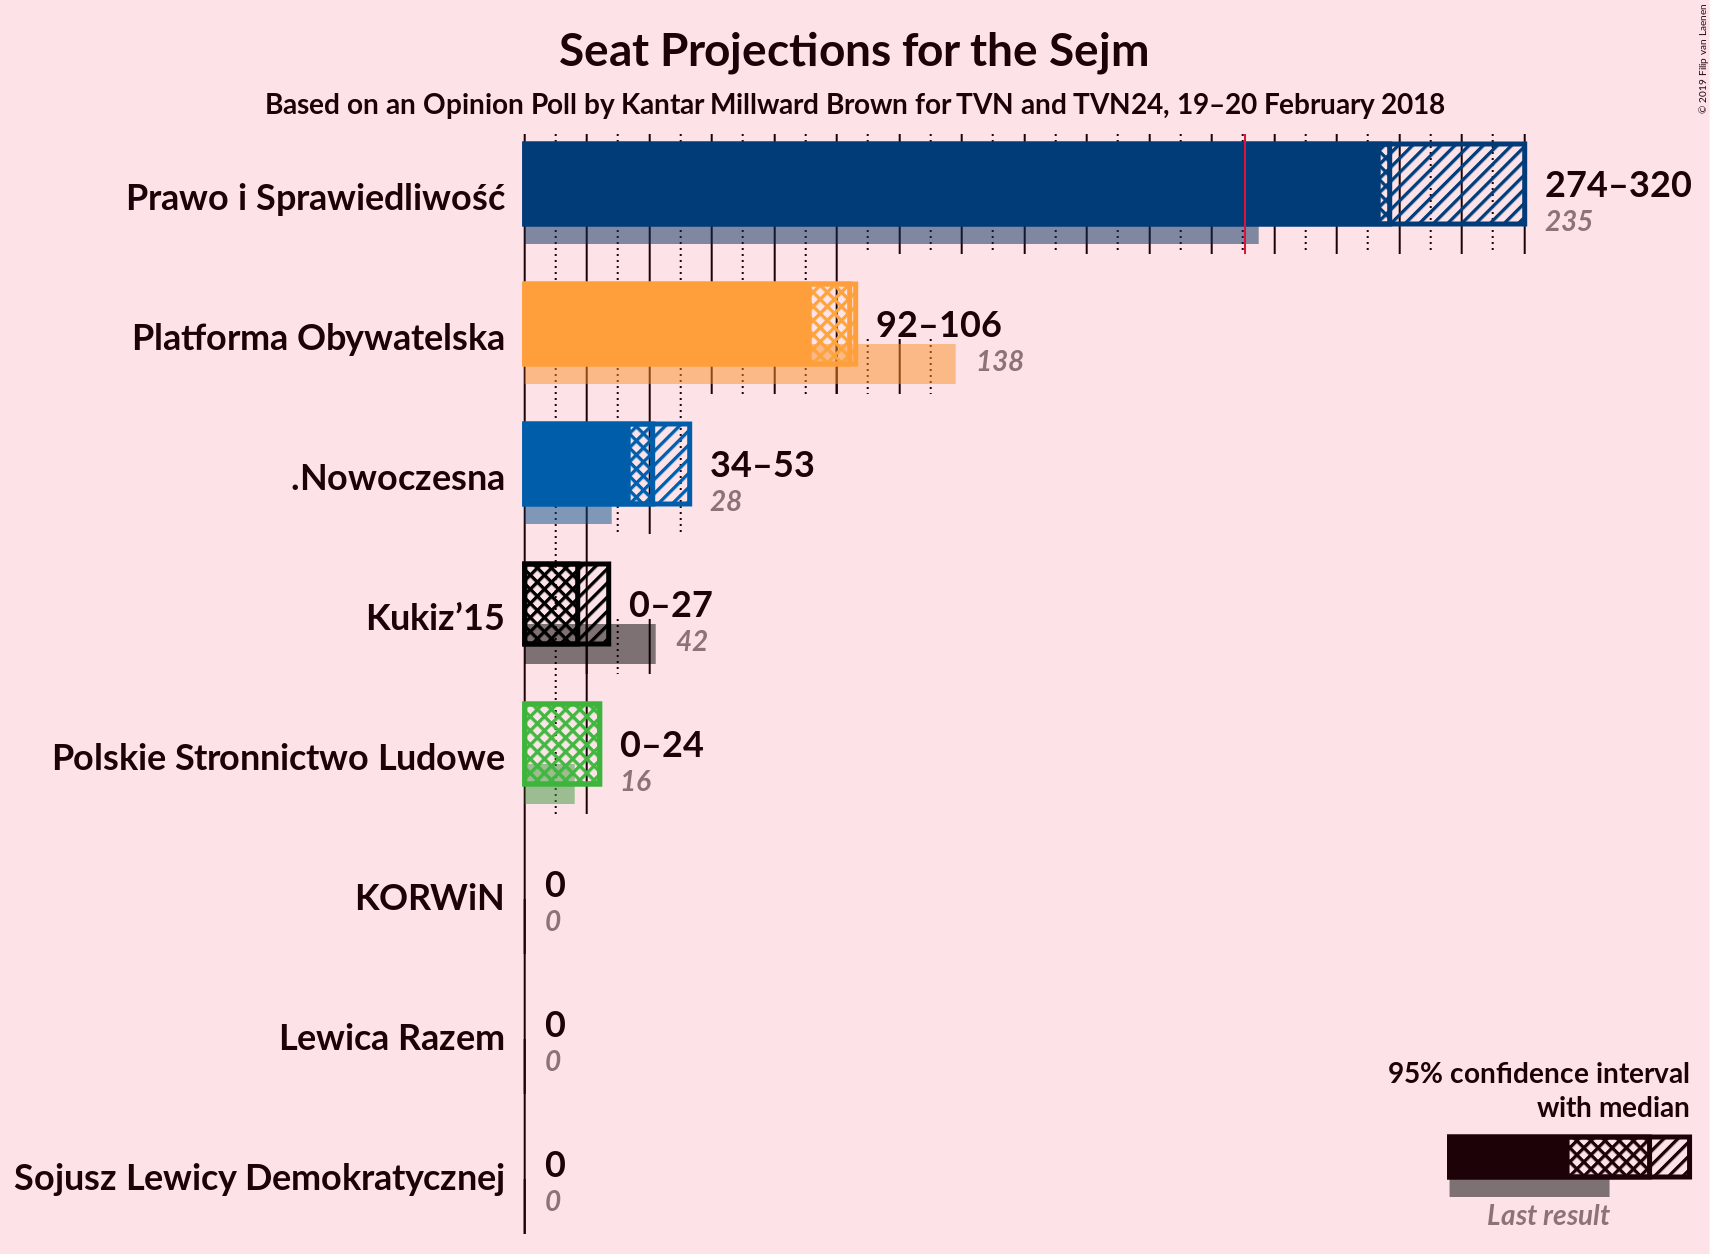 Seat Projections for the Sejm
Based on an Opinion Poll by Kantar Millward Brown for TVN and TVN24, 19–20 February 2018
© 2019 Filip van Laenen
Prawo i Sprawiedliwość
274–320
235
Platforma Obywatelska
92–106
138
.Nowoczesna
34–53
28
Kukiz’15
0–27
42
Polskie Stronnictwo Ludowe
0–24
16
KORWiN
0
0
Lewica Razem
0
0
Sojusz Lewicy Demokratycznej
0
0
95% confidence interval
with median
Last result